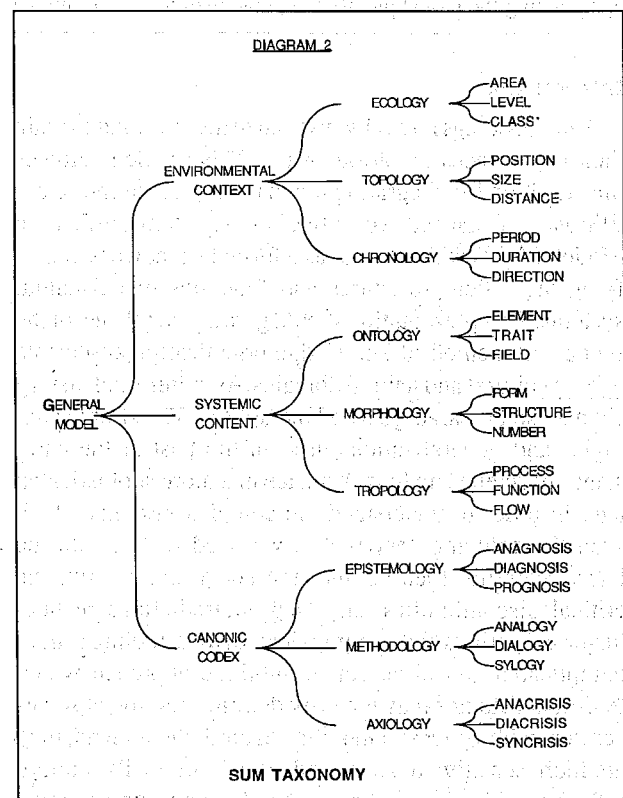 DIAGRAM 2
GENERAL
MODEL
ENVIRONMENTAL
CONTEXT
ECOLOGY
AREA
LEVEL
CLASS*
TOPOLOGY
POSITION
SIZE
DISTANCE
CHRONOLOGY
PERIOD
DURATION
DIRECTION
SYSTEMIC
CONTENT
ONTOLOGY
ELEMENT
TRAIT
FIELD
MORPHOLOGY
FORM
STRUCTURE
NUMBER
TROPOLOGY
PROCESS
FUNCTION
FLOW
CANONIC
CODEX
EPISTEMOLOGY
ANAGNOSIS
DIAGNOSIS
PROGNOSIS
METHODOLOGY
ANALOGY
DIALOGY
SYLOGY
AXIOLOGY
ANACRISIS
DIACRISIS
SYNCRISIS
SUM TAXONOMY